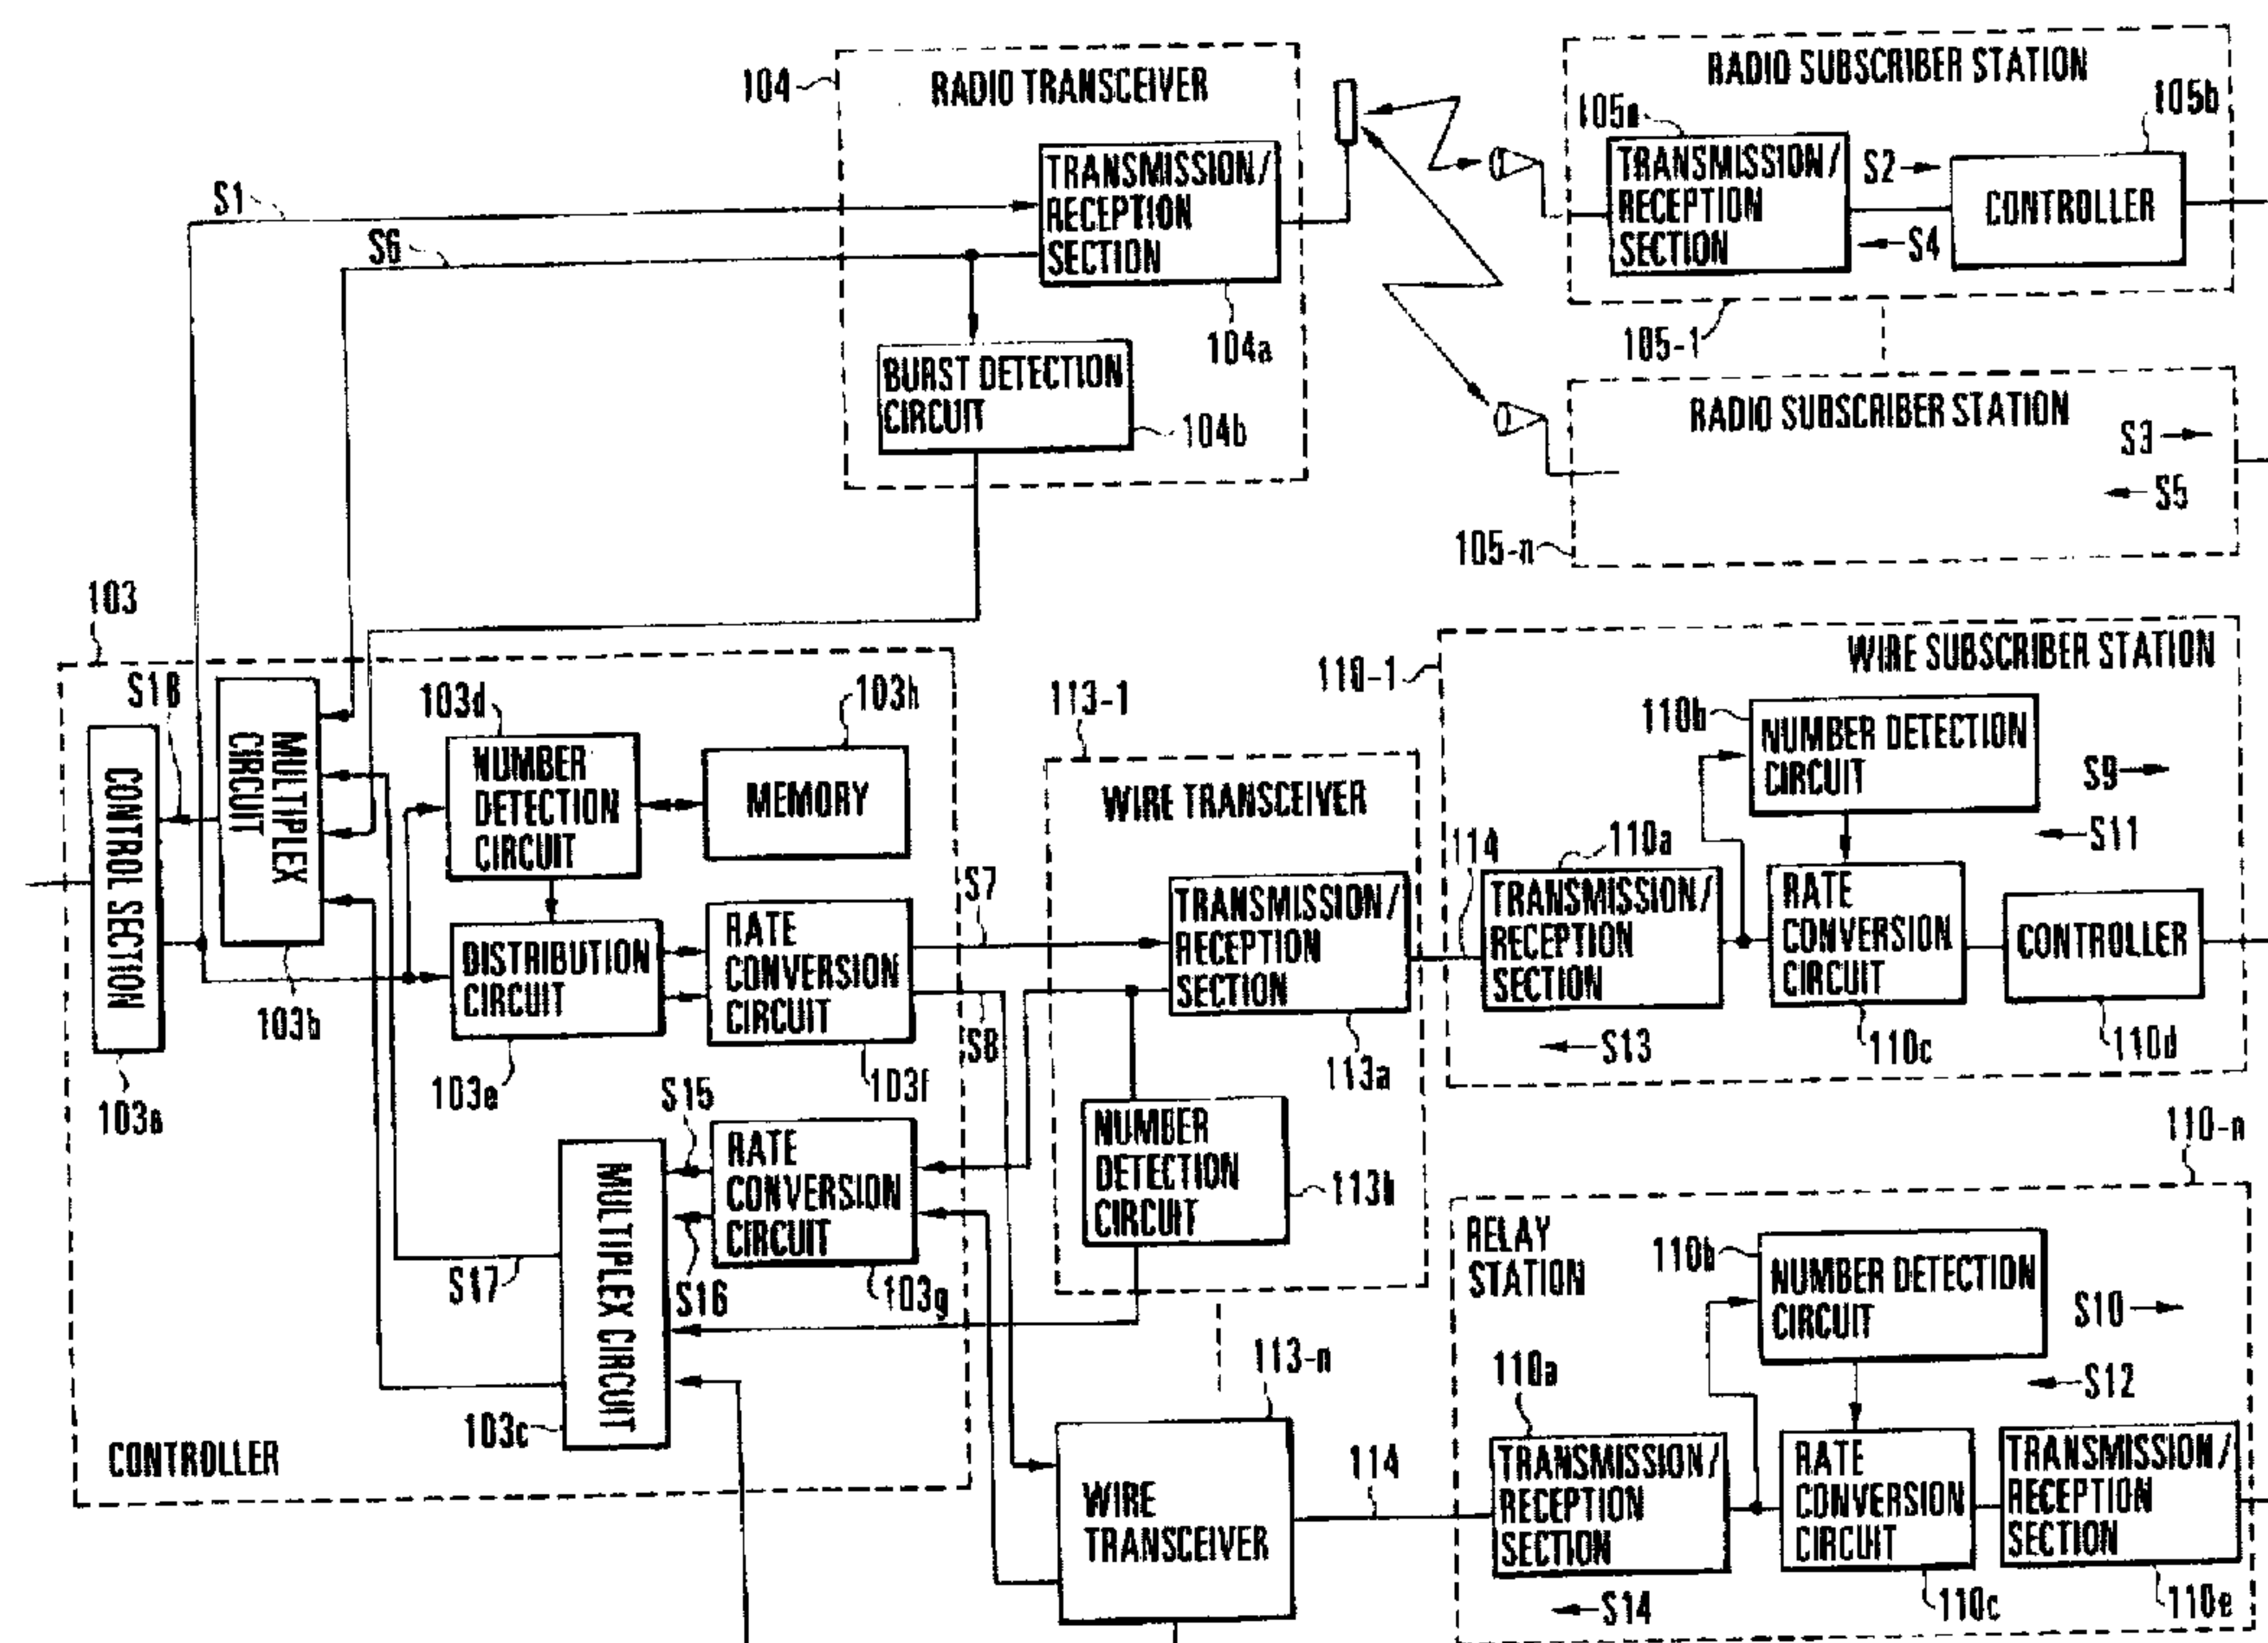 104
RADIO TRANSCEIVER
TRANSMISSION/
RECEPTION
SECTION
104a
BURST DETECTION
CIRCUIT
104b
S1
S6
RADIO SUBSCRIBER STATION
105a
105b
TRANSMISSION/
RECEPTION
SECTION
S2
S4
CONTROLLER
105-1
RADIO SUBSCRIBER STATION
S3
S5
105-n
103
S18
CONTROL SECTION
103a
MULTIPLEX
CIRCUIT
103b
103d
NUMBER
DETECTION
CIRCUIT
103h
MEMORY
DISTRIBUTION
CIRCUIT
103e
RATE
CONVERSION
CIRCUIT
103f
S7
S8
S15
S16
RATE
CONVERSION
CIRCUIT
103g
MULTIPLEX CIRCUIT
103c
S17
CONTROLLER
113-1
WIRE TRANSCEIVER
TRANSMISSION/
RECEPTION
SECTION
113a
NUMBER
DETECTION
CIRCUIT
113b
113-n
WIRE
TRANSCEIVER
114
114
110-1
WIRE SUBSCRIBER STATION
110b
NUMBER DETECTION
CIRCUIT
S9
S11
110a
TRANSMISSION/
RECEPTION
SECTION
RATE
CONVERSION
CIRCUIT
CONTROLLER
S13
110c
110d
110-n
RELAY
STATION
110b
NUMBER DETECTION
CIRCUIT
S10
S12
110a
TRANSMISSION/
RECEPTION
SECTION
RATE
CONVERSION
CIRCUIT
TRANSMISSION/
RECEPTION
SECTION
S14
110c
110e